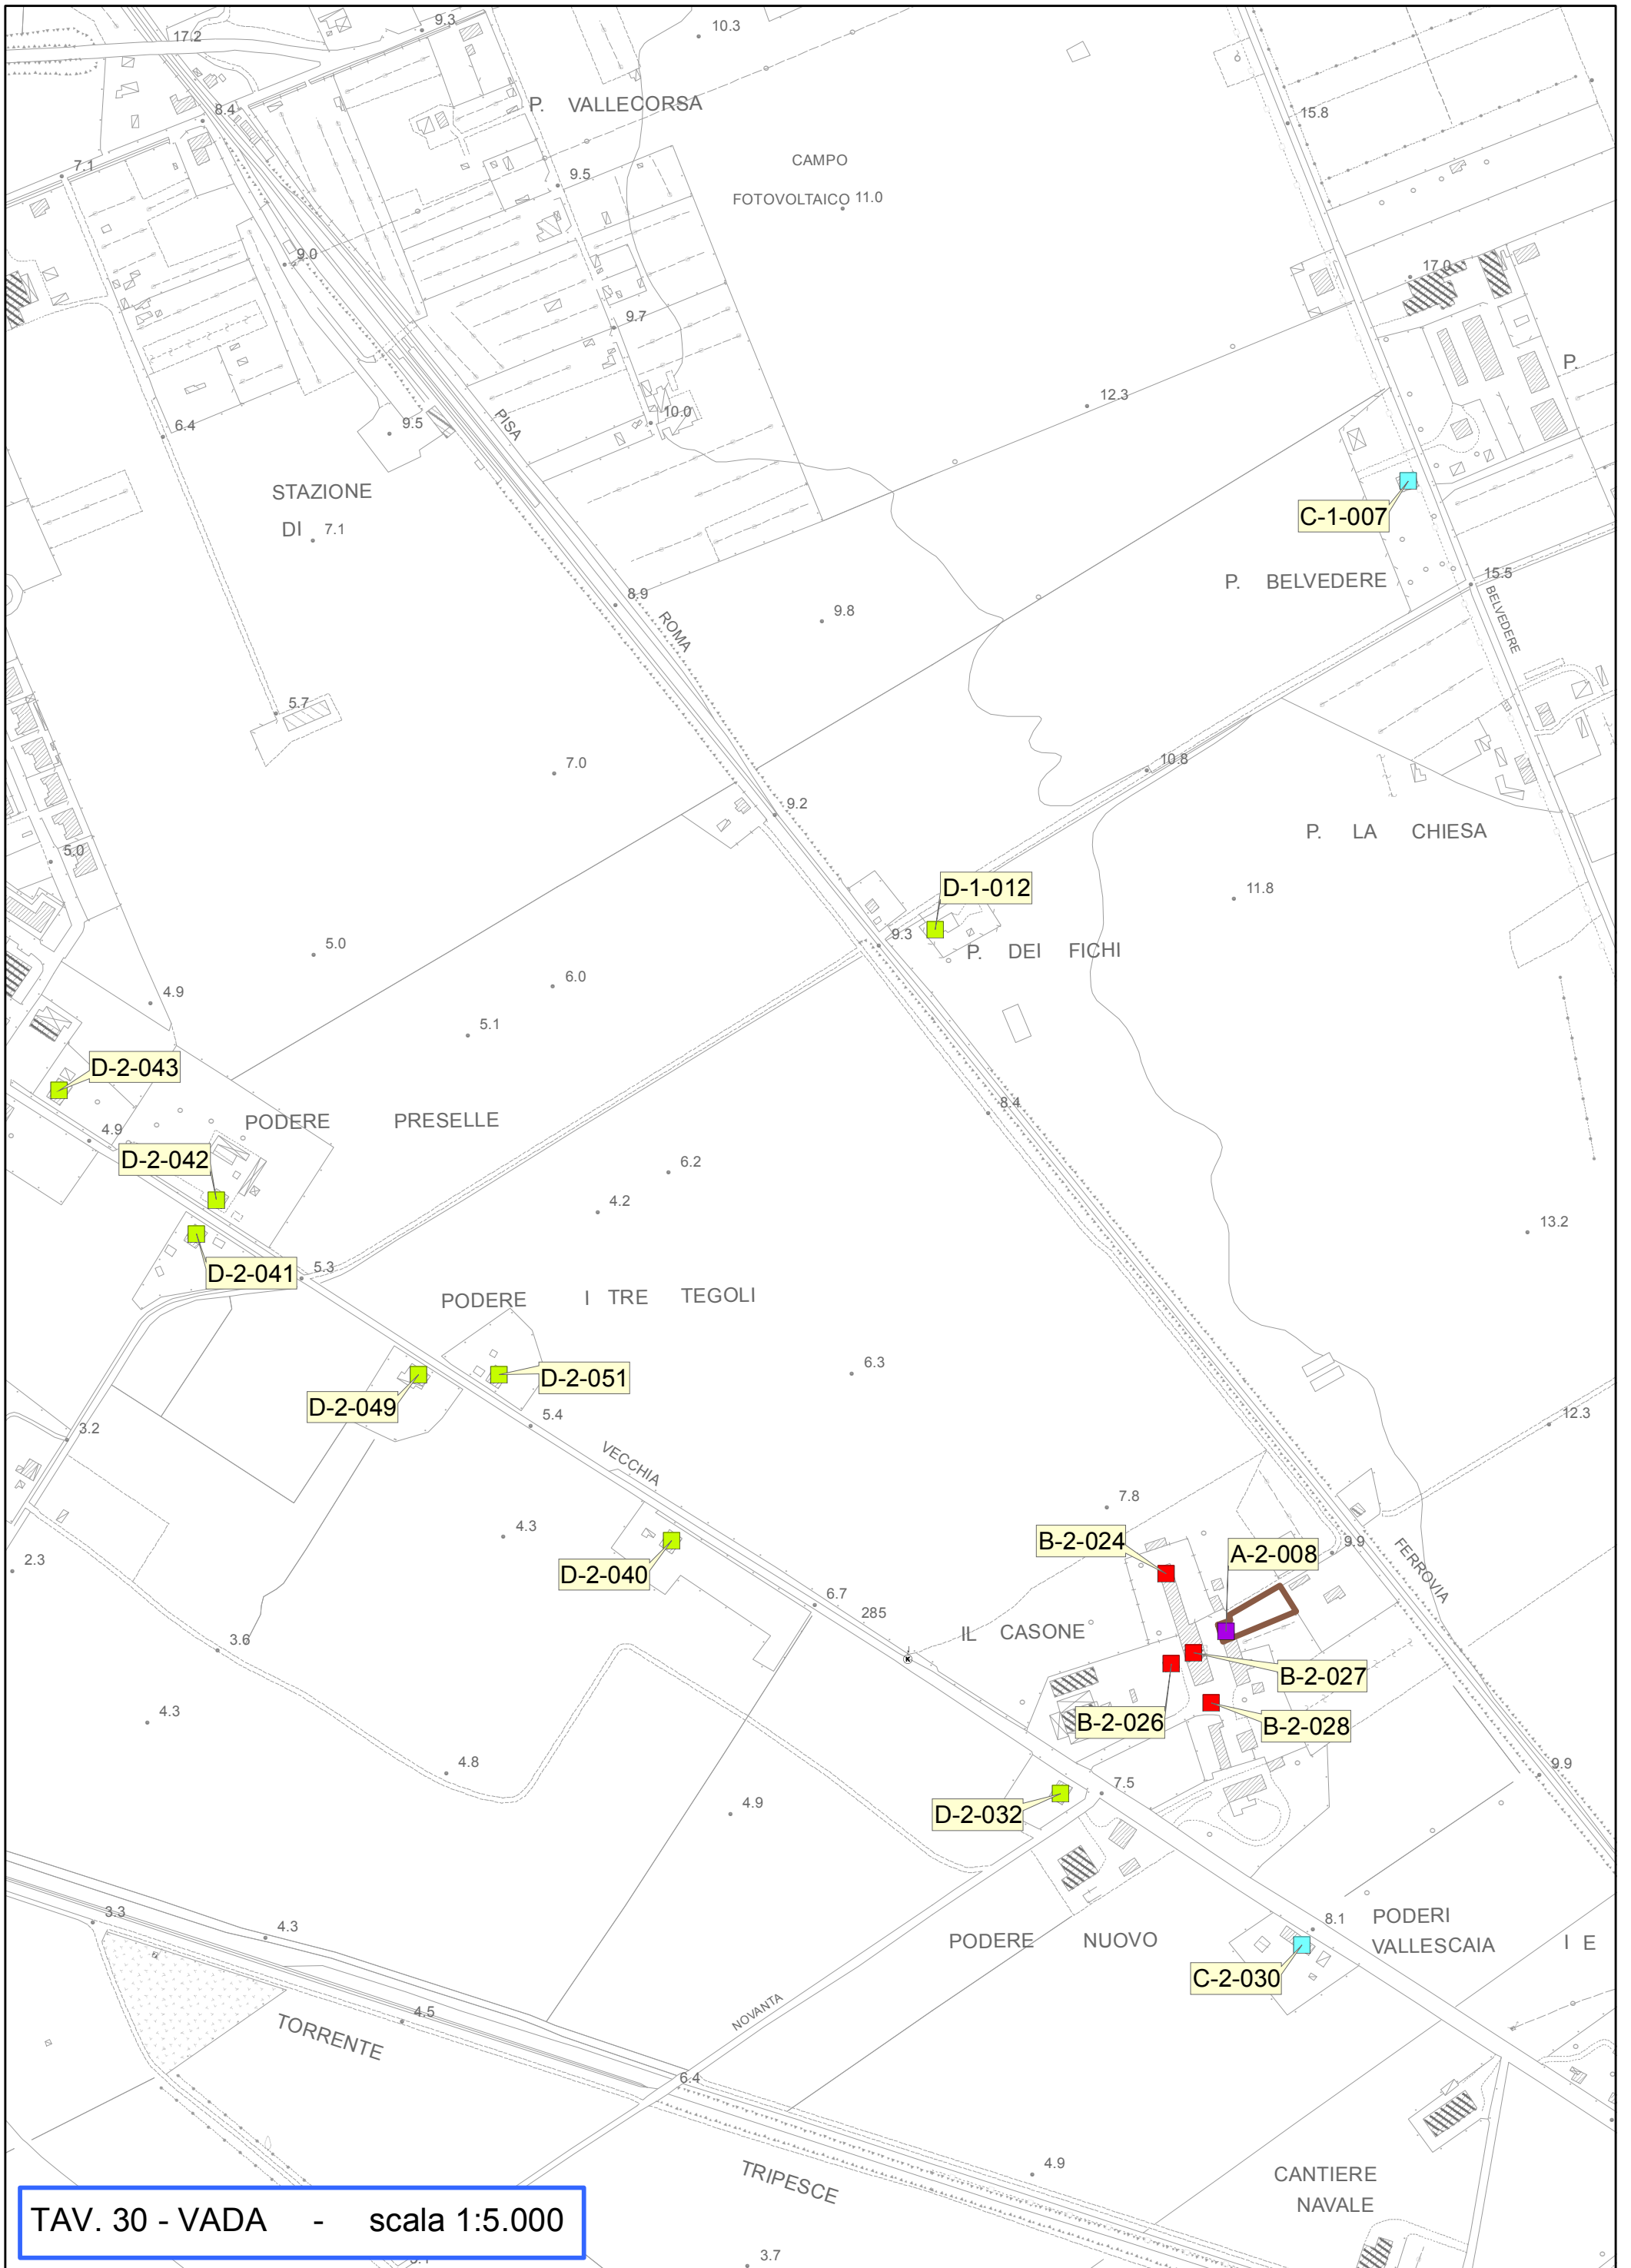 9.3
10.3
17.2
P. VALLECORSA
8.4
15.8
CAMPO
7.1
9.5
FOTOVOLTAICO 11.0
9.0
17.0
9.7
P.
12.3
10.0
PISA
6.4
9.5
STAZIONE
C-1-007
DI 7.1
P. BELVEDERE
15.5
8.9
9.8
ROMA
BELVEDERE
5.7
7.0
10.8
9.2
P. LA CHIESA
5.0
D-1-012
11.8
9.3
5.0
P. DEI FICHI
6.0
4.9
5.1
D-2-043
8.4
PODERE PRESELLE
4.9
D-2-042
6.2
4.2
13.2
5.3
D-2-041
PODERE I TRE TEGOLI
6.3
D-2-051
D-2-049
5.4
12.3
3.2
VECCHIA
7.8
4.3
B-2-024
9.9
A-2-008
2.3
D-2-040
FERROVIA
6.7
285
IL CASONE
3.6
B-2-027
4.3
B-2-026
B-2-028
4.8
9.9
7.5
4.9
D-2-032
3.3
4.3
8.1
PODERI
PODERE NUOVO
VALLESCAIA I E
C-2-030
4.5
NOVANTA
TORRENTE
6.4
4.9
TRIPESCE
CANTIERE
NAVALE
TAV. 30 - VADA - scala 1:5.000
3.7